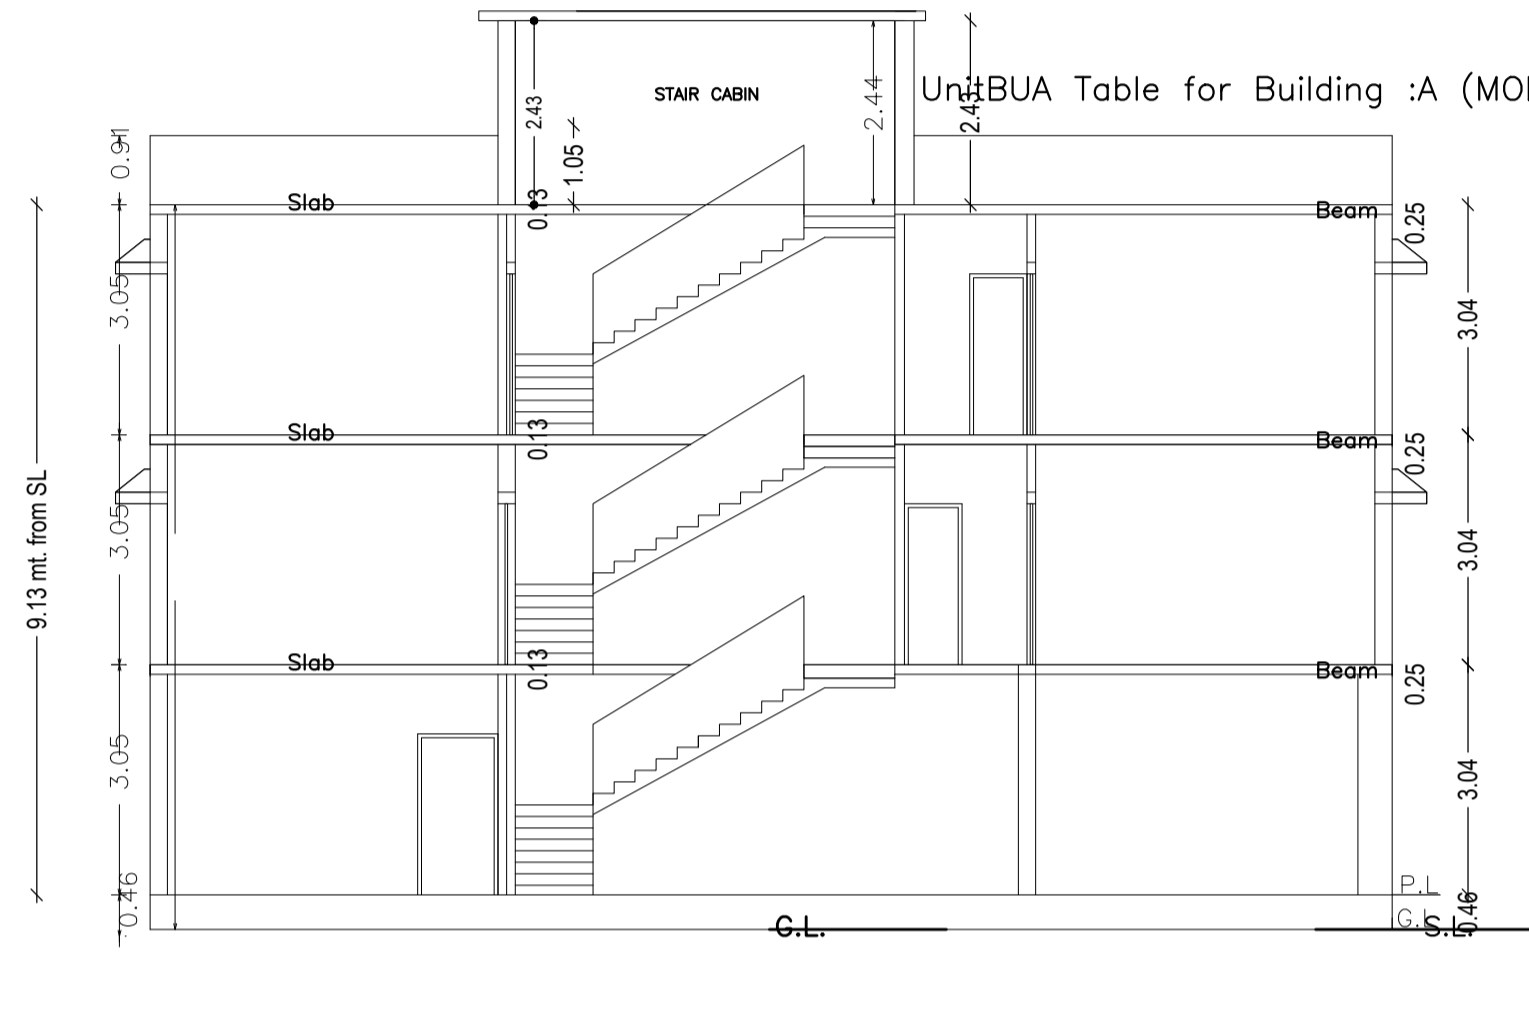 STAIR CABIN
UnitBUA Table for Building :A (MO
2.43
2.44
2.43
1.05
0.91
Slab
0.13
Beam
0.25
3.05
3.04
Slab
0.13
Beam
0.25
9.13 mt. from SL
3.05
3.04
Slab
0.13
Beam
0.25
3.05
3.04
0.46
P.L
G.L
0.46
G.L.
S.L.